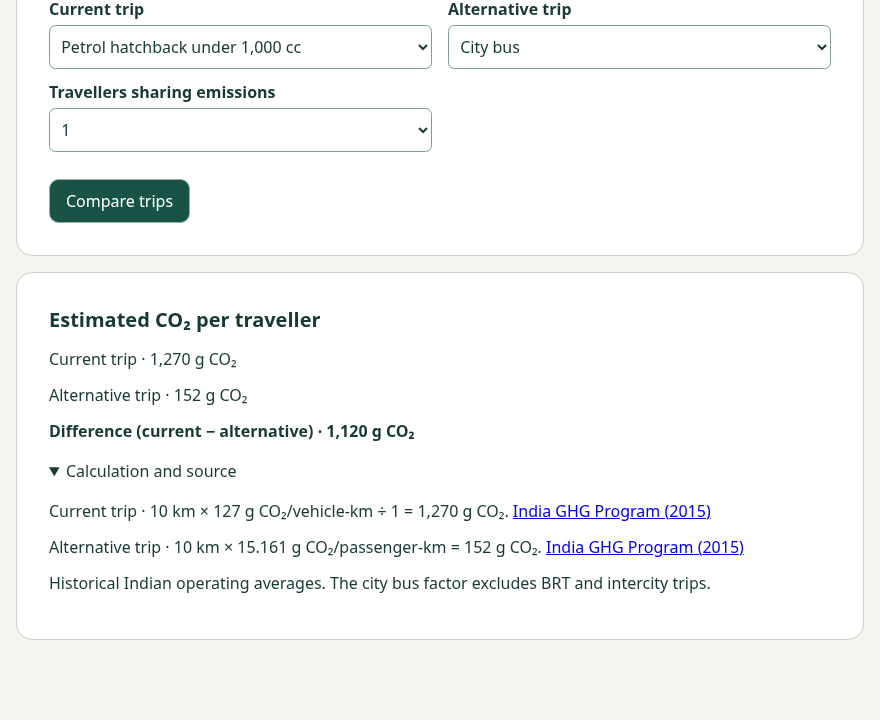 Current trip
Alternative trip
Petrol hatchback under 1,000 cc
City bus
Travellers sharing emissions
1
Compare trips
Estimated CO₂ per traveller
Current trip · 1,270 g CO₂
Alternative trip · 152 g CO₂
Difference (current − alternative) · 1,120 g CO₂
▼ Calculation and source
Current trip · 10 km × 127 g CO₂/vehicle-km ÷ 1 = 1,270 g CO₂. India GHG Program (2015)
Alternative trip · 10 km × 15.161 g CO₂/passenger-km = 152 g CO₂. India GHG Program (2015)
Historical Indian operating averages. The city bus factor excludes BRT and intercity trips.